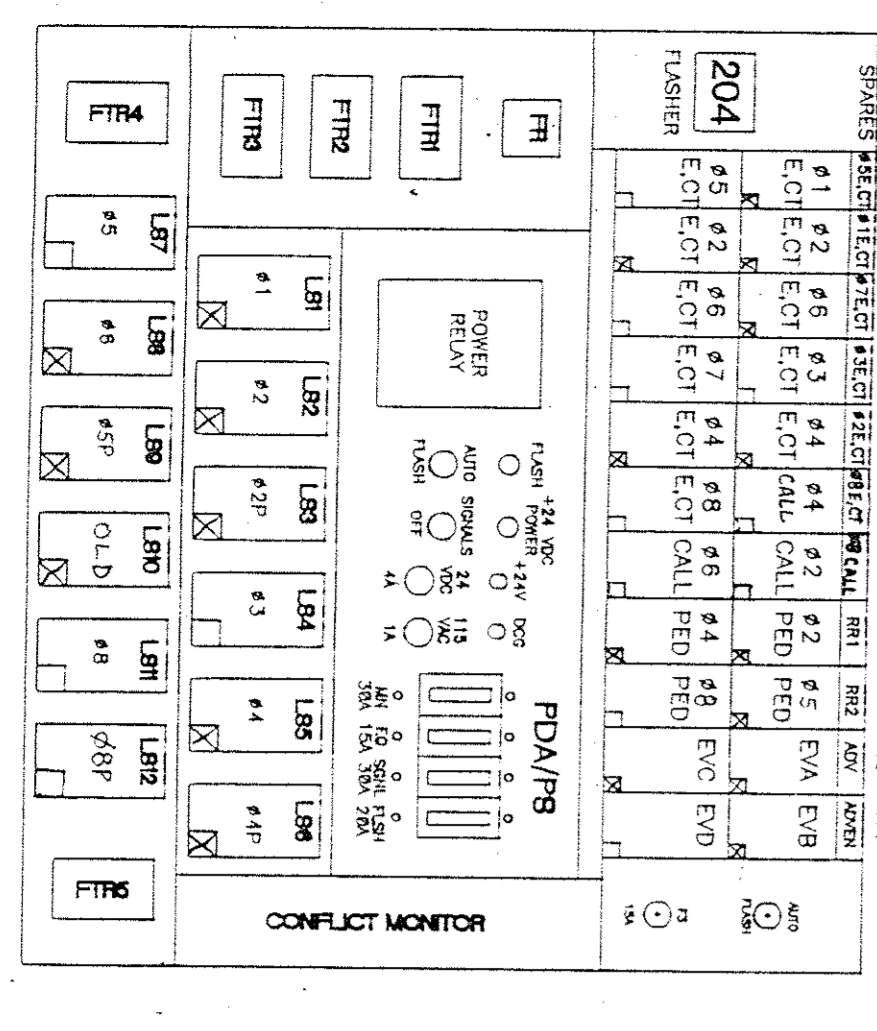 SPARES
ø5E,CT
ø1E,CT
ø7E,CT
ø3E,CT
ø2E,CT
ø8E,CT
CALL
RR1
RR2
ADV
ADVEN
204
FLASHER
ø1
E,CT
ø2
E,CT
ø6
E,CT
ø3
E,CT
ø4
E,CT
ø4
CALL
ø2
CALL
ø2
PED
ø5
PED
EVA
EVB
ø5
E,CT
ø2
E,CT
ø6
E,CT
ø7
E,CT
ø4
E,CT
ø8
E,CT
ø6
CALL
ø4
PED
ø8
PED
EVC
EVD
AUTO
FLASH
F3
15A
FR
FTR1
FTR2
FTR3
POWER
RELAY
FLASH
+24 VDC
POWER
+24V
DCG
AUTO
FLASH
SIGNALS
OFF
24
VDC
4A
115
VAC
1A
PDA/PS
MN
30A
F.O
15A
SGNL
30A
FLSH
20A
CONFLICT MONITOR
LS1
ø1
LS2
ø2
LS3
ø2P
LS4
ø3
LS5
ø4
LS6
ø4P
FTR4
LS7
ø5
LS8
ø6
LS9
ø5P
LS10
OL.D
LS11
ø8
LS12
ø8P
FTR5